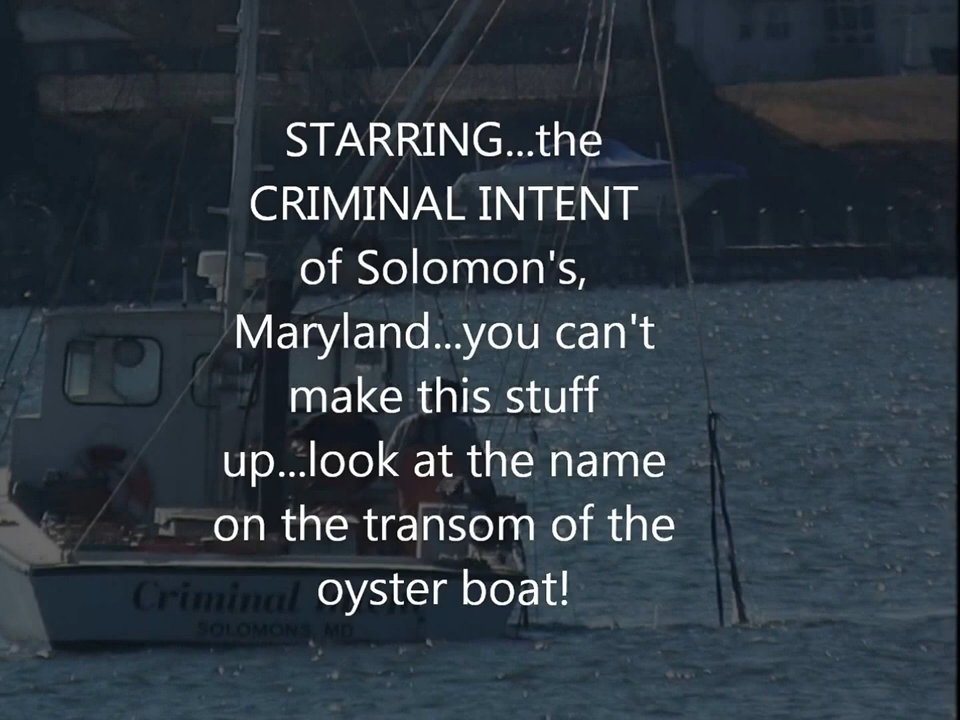 STARRING...the
CRIMINAL INTENT
of Solomon's,
Maryland...you can't
make this stuff
up...look at the name
on the transom of the
oyster boat!
Criminal
SOLOMONS, MD